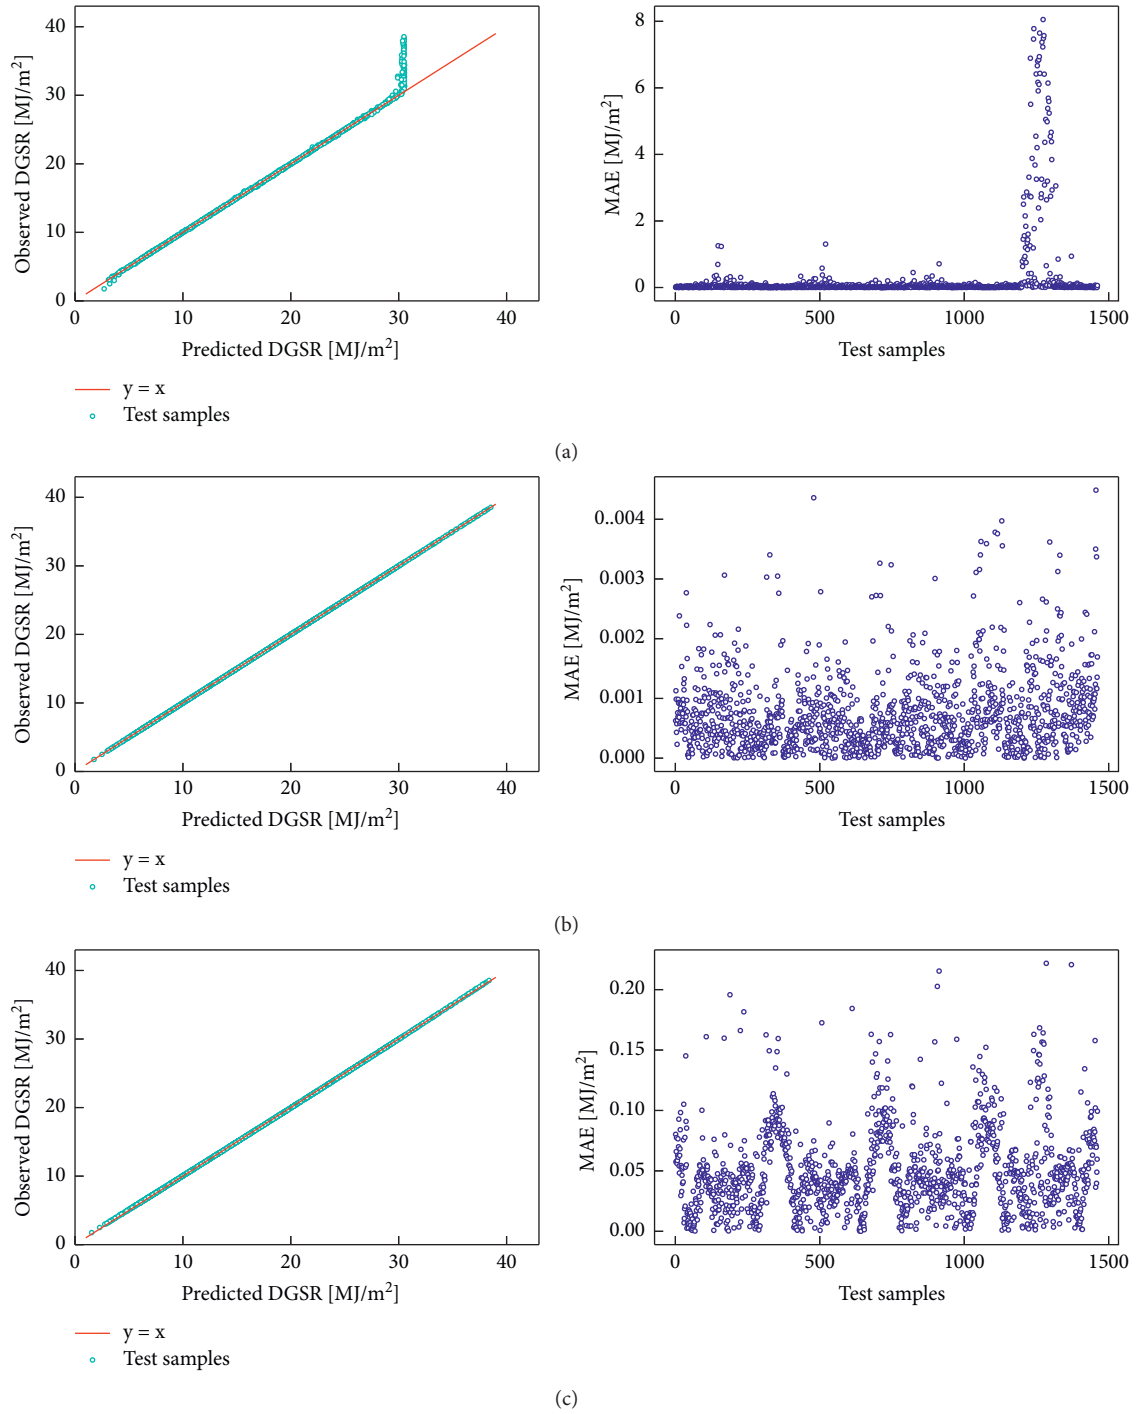 40
30
20
10
0
Observed DGSR [MJ/m²]
0 10 20 30 40
Predicted DGSR [MJ/m²]
y = x
Test samples
8
6
4
2
0
MAE [MJ/m²]
0 500 1000 1500
Test samples
(a)
40
30
20
10
0
Observed DGSR [MJ/m²]
0 10 20 30 40
Predicted DGSR [MJ/m²]
y = x
Test samples
0..004
0.003
0.002
0.001
0.000
MAE [MJ/m²]
0 500 1000 1500
Test samples
(b)
40
30
20
10
0
Observed DGSR [MJ/m²]
0 10 20 30 40
Predicted DGSR [MJ/m²]
y = x
Test samples
0.20
0.15
0.10
0.05
0.00
MAE [MJ/m²]
0 500 1000 1500
Test samples
(c)